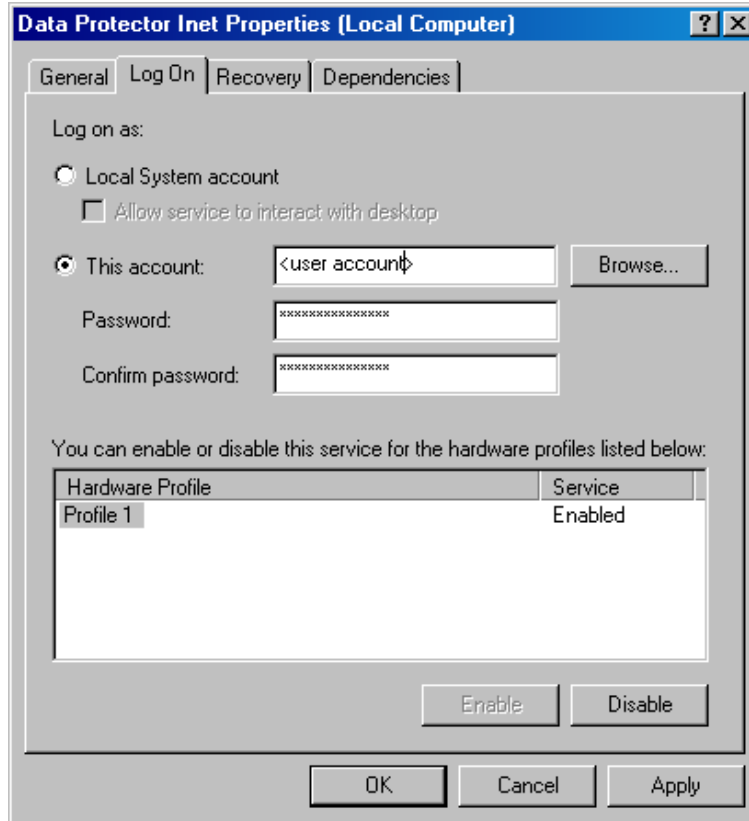 Data Protector Inet Properties (Local Computer)
General Log On Recovery Dependencies
Log on as:
Local System account
Allow service to interact with desktop
This account: <user account> Browse...
Password: ***************
Confirm password: ***************
You can enable or disable this service for the hardware profiles listed below:
Hardware Profile Service
Profile 1 Enabled
Enable Disable
OK Cancel Apply